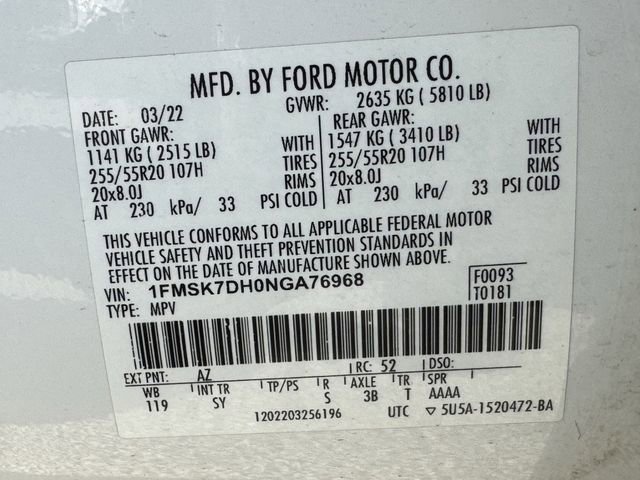 MFD. BY FORD MOTOR CO.
DATE: 03/22 GVWR: 2635 KG ( 5810 LB)
FRONT GAWR: REAR GAWR:
1141 KG ( 2515 LB) WITH 1547 KG ( 3410 LB) WITH
255/55R20 107H TIRES 255/55R20 107H TIRES
20x8.0J RIMS 20x8.0J RIMS
AT 230 kPa/ 33 PSI COLD AT 230 kPa/ 33 PSI COLD
THIS VEHICLE CONFORMS TO ALL APPLICABLE FEDERAL MOTOR
VEHICLE SAFETY AND THEFT PREVENTION STANDARDS IN
EFFECT ON THE DATE OF MANUFACTURE SHOWN ABOVE.
VIN: 1FMSK7DH0NGA76968 F0093
TYPE: MPV T0181
EXT PNT: AZ RC: 52 DSO:
WB INT TR TP/PS R AXLE TR SPR
119 SY S 3B T AAAA
1202203256196 UTC ▽ 5U5A-1520472-BA